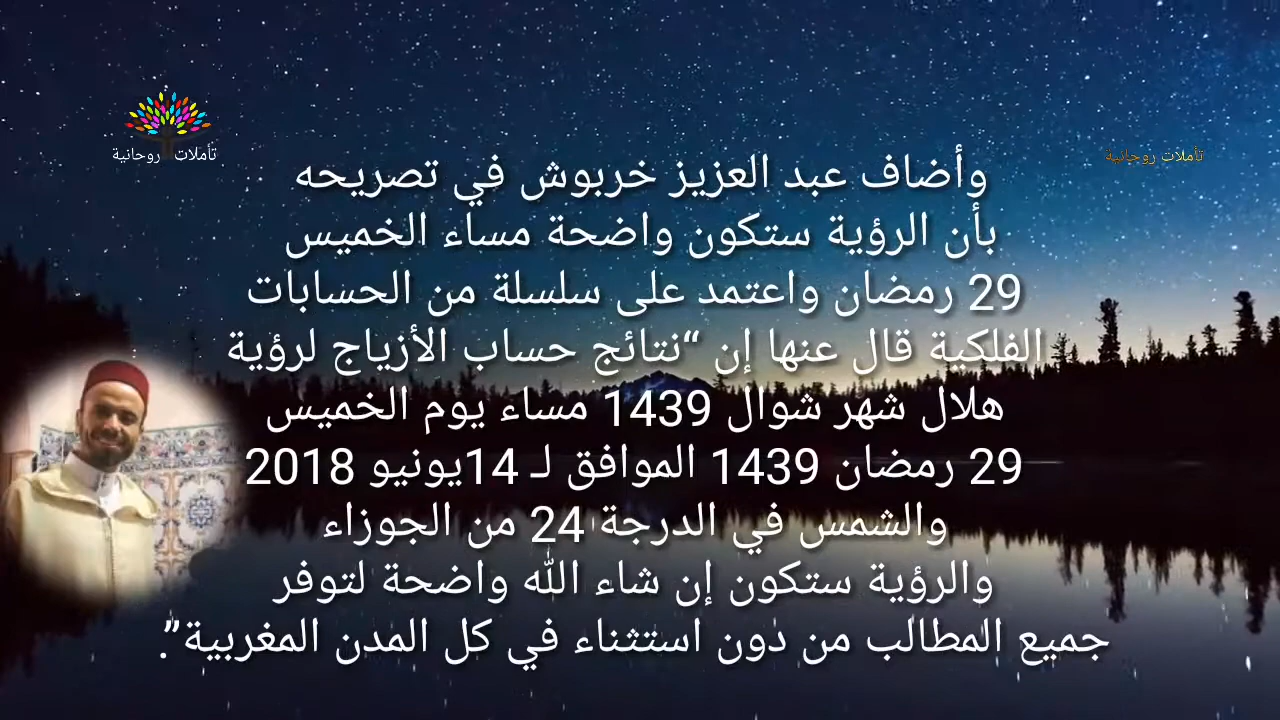 تأملات روحانية
تأملات روحانية
وأضاف عبد العزيز خربوش في تصريحه
بأن الرؤية ستكون واضحة مساء الخميس
29 رمضان واعتمد على سلسلة من الحسابات
الفلكية قال عنها إن “نتائج حساب الأزياج لرؤية
هلال شهر شوال 1439 مساء يوم الخميس
29 رمضان 1439 الموافق لـ 14يونيو 2018
والشمس في الدرجة 24 من الجوزاء
والرؤية ستكون إن شاء الله واضحة لتوفر
جميع المطالب من دون استثناء في كل المدن المغربية”.